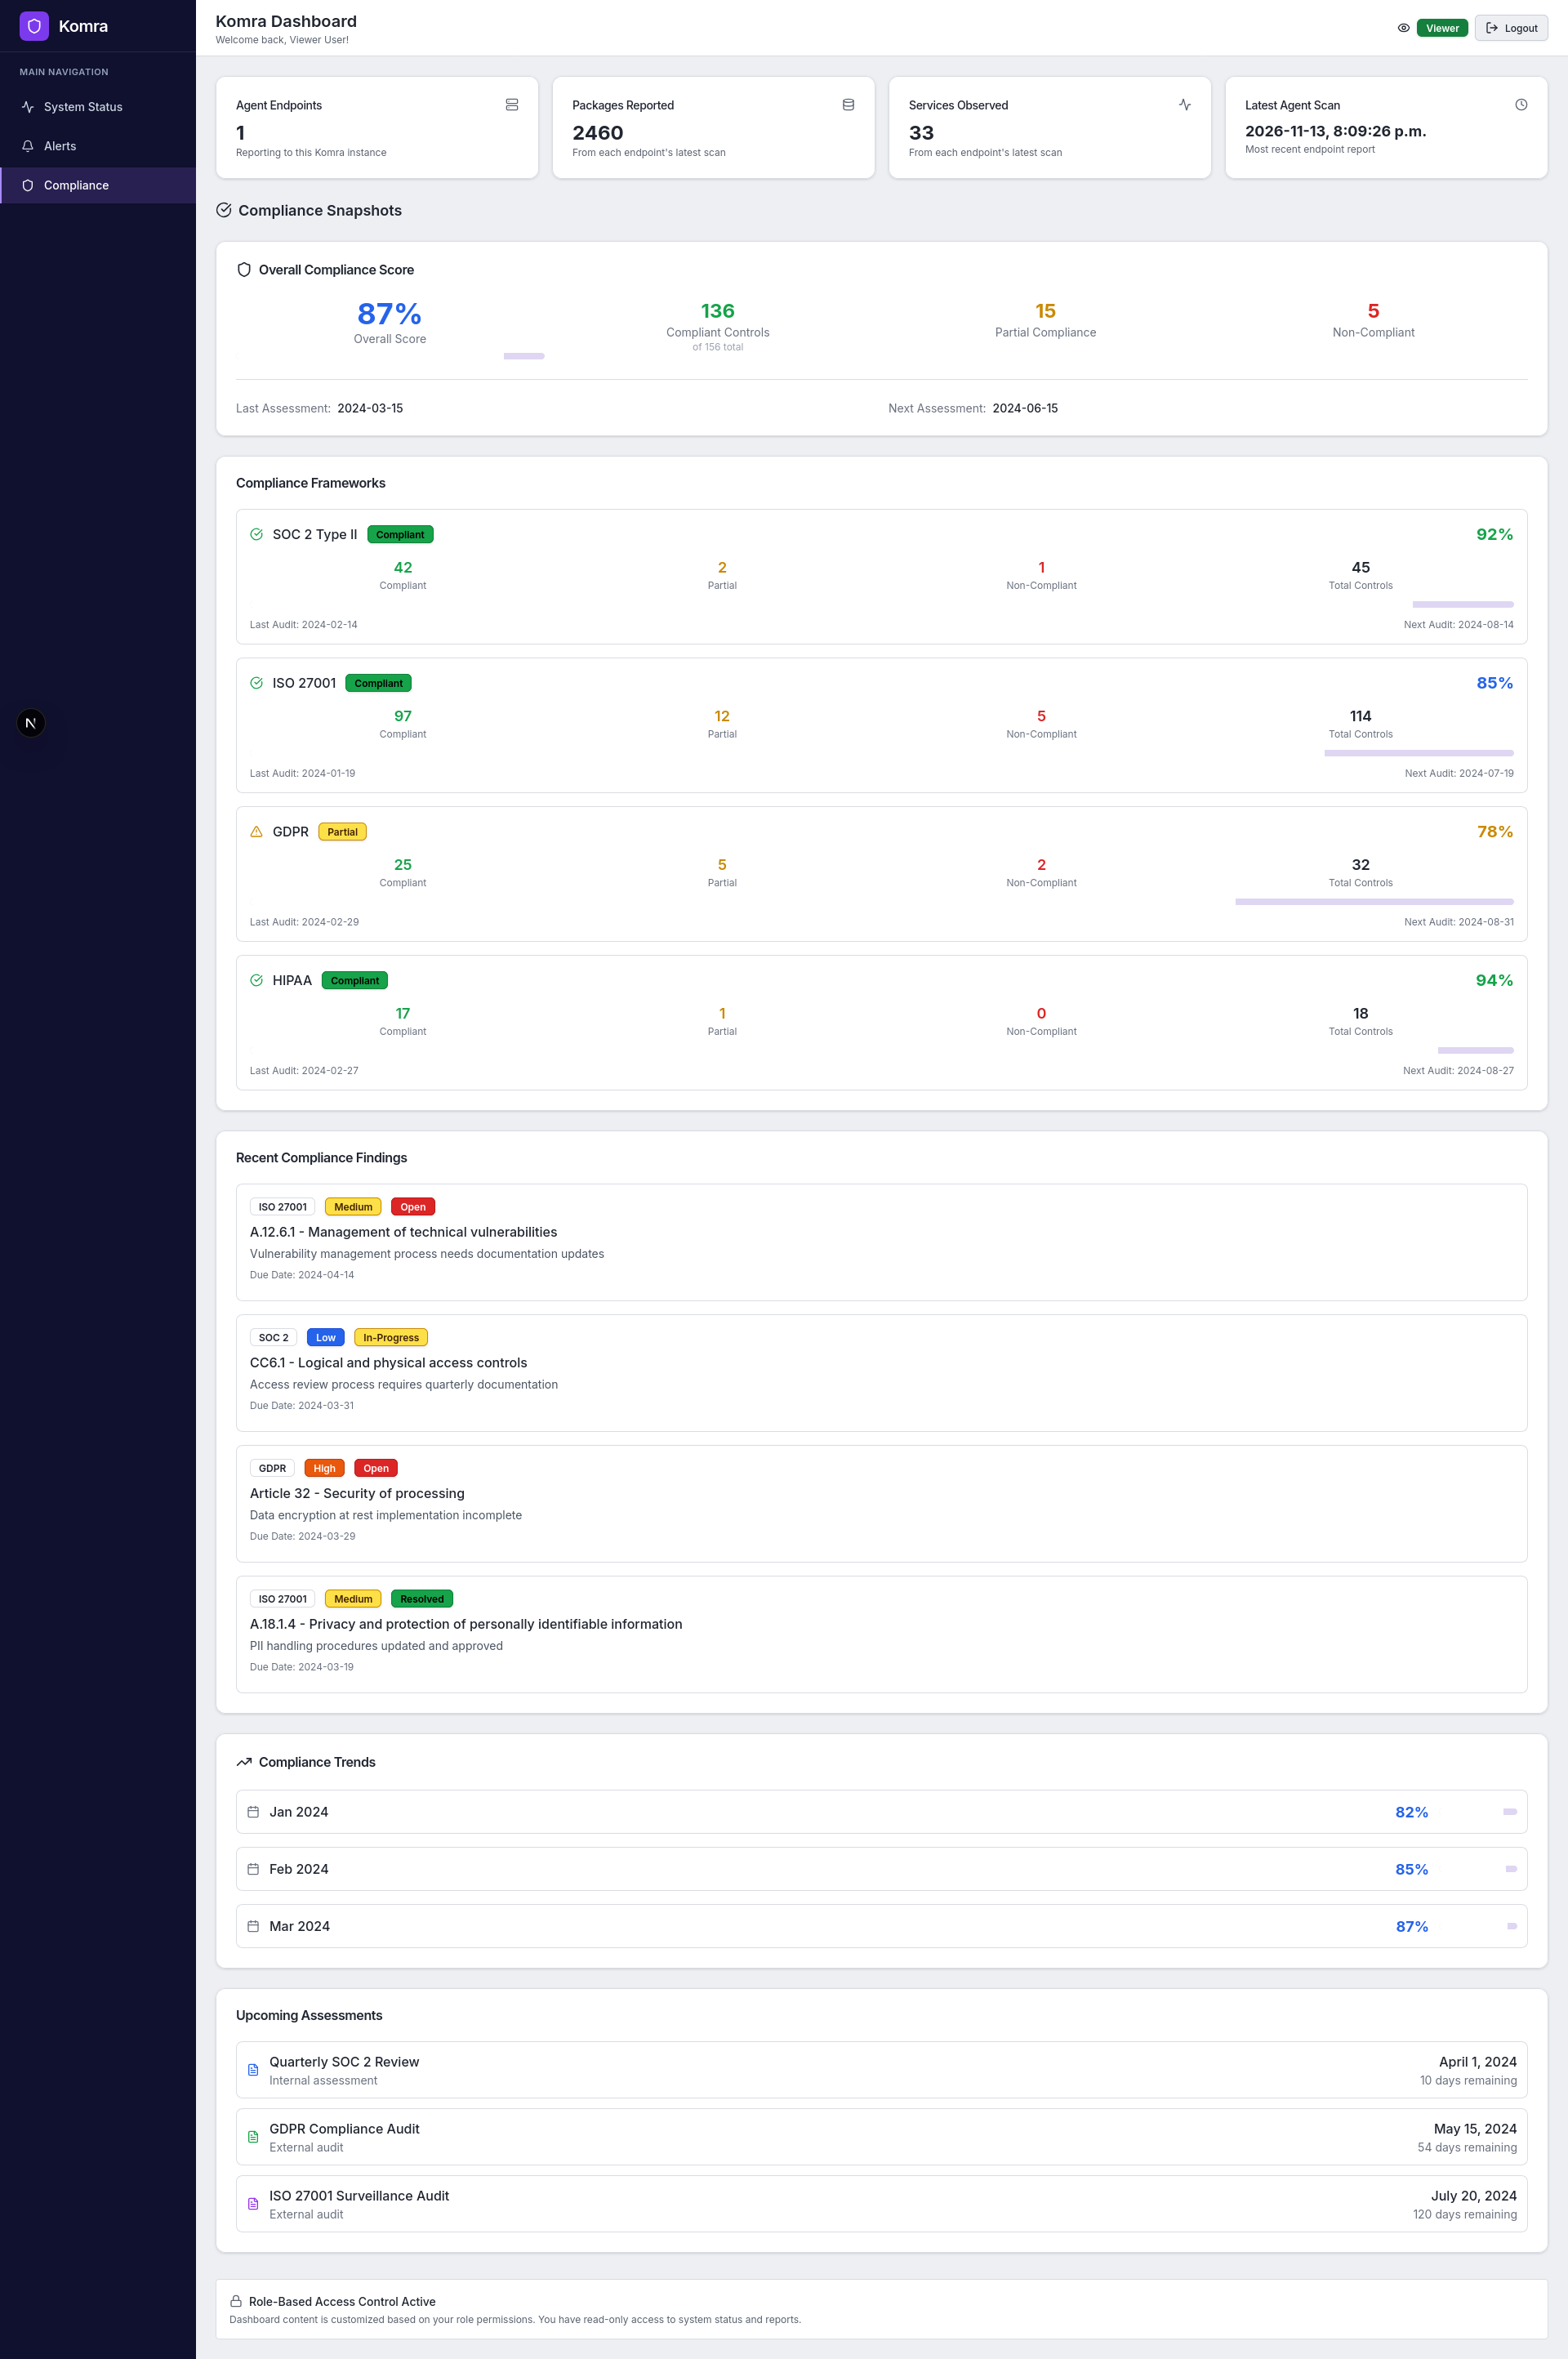 Komra
MAIN NAVIGATION
System Status
Alerts
Compliance
N
Komra Dashboard
Welcome back, Viewer User!
Viewer
Logout
Agent Endpoints
1
Reporting to this Komra instance
Packages Reported
2460
From each endpoint's latest scan
Services Observed
33
From each endpoint's latest scan
Latest Agent Scan
2026-11-13, 8:09:26 p.m.
Most recent endpoint report
Compliance Snapshots
Overall Compliance Score
87%
Overall Score
136
Compliant Controls
of 156 total
15
Partial Compliance
5
Non-Compliant
Last Assessment: 2024-03-15
Next Assessment: 2024-06-15
Compliance Frameworks
SOC 2 Type II Compliant 92%
42
Compliant
2
Partial
1
Non-Compliant
45
Total Controls
Last Audit: 2024-02-14
Next Audit: 2024-08-14
ISO 27001 Compliant 85%
97
Compliant
12
Partial
5
Non-Compliant
114
Total Controls
Last Audit: 2024-01-19
Next Audit: 2024-07-19
GDPR Partial 78%
25
Compliant
5
Partial
2
Non-Compliant
32
Total Controls
Last Audit: 2024-02-29
Next Audit: 2024-08-31
HIPAA Compliant 94%
17
Compliant
1
Partial
0
Non-Compliant
18
Total Controls
Last Audit: 2024-02-27
Next Audit: 2024-08-27
Recent Compliance Findings
ISO 27001 Medium Open
A.12.6.1 - Management of technical vulnerabilities
Vulnerability management process needs documentation updates
Due Date: 2024-04-14
SOC 2 Low In-Progress
CC6.1 - Logical and physical access controls
Access review process requires quarterly documentation
Due Date: 2024-03-31
GDPR High Open
Article 32 - Security of processing
Data encryption at rest implementation incomplete
Due Date: 2024-03-29
ISO 27001 Medium Resolved
A.18.1.4 - Privacy and protection of personally identifiable information
PII handling procedures updated and approved
Due Date: 2024-03-19
Compliance Trends
Jan 2024 82%
Feb 2024 85%
Mar 2024 87%
Upcoming Assessments
Quarterly SOC 2 Review
Internal assessment
April 1, 2024
10 days remaining
GDPR Compliance Audit
External audit
May 15, 2024
54 days remaining
ISO 27001 Surveillance Audit
External audit
July 20, 2024
120 days remaining
Role-Based Access Control Active
Dashboard content is customized based on your role permissions. You have read-only access to system status and reports.